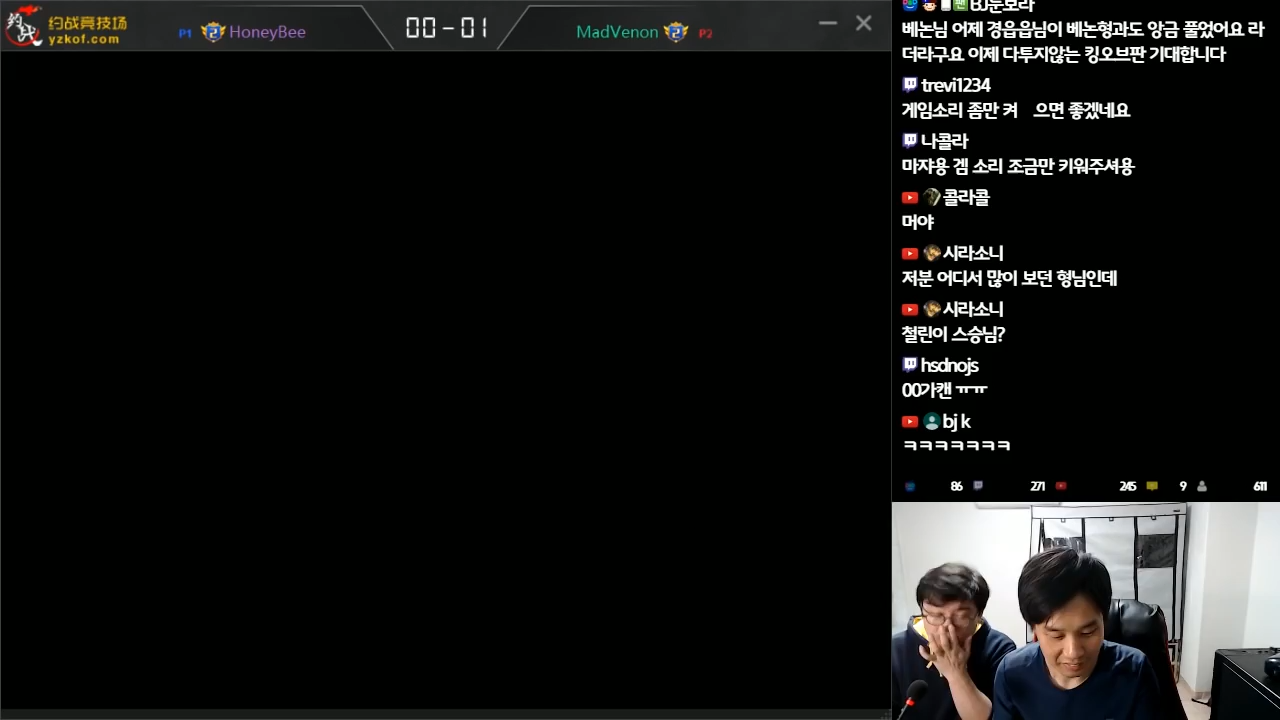 约战竞技场
yzkof.com
P1 2 HoneyBee
00-01
MadVenon 2 P2
BJ눈보라
베논님 어제 경읍읍님이 베논형과도 앙금 풀었어요 라
더라구요 이제 다투지않는 킹오브판 기대합니다
trevi1234
게임소리 좀만 켜 으면 좋겠네요
나콜라
마쟈용 겜 소리 조금만 키워주셔용
콜라콜
머야
시라소니
저분 어디서 많이 보던 형님인데
시라소니
철린이 스승님?
hsdnojs
00가캔 ㅠㅠ
bj k
ㅋㅋㅋㅋㅋㅋㅋ
86 271 245 9 611